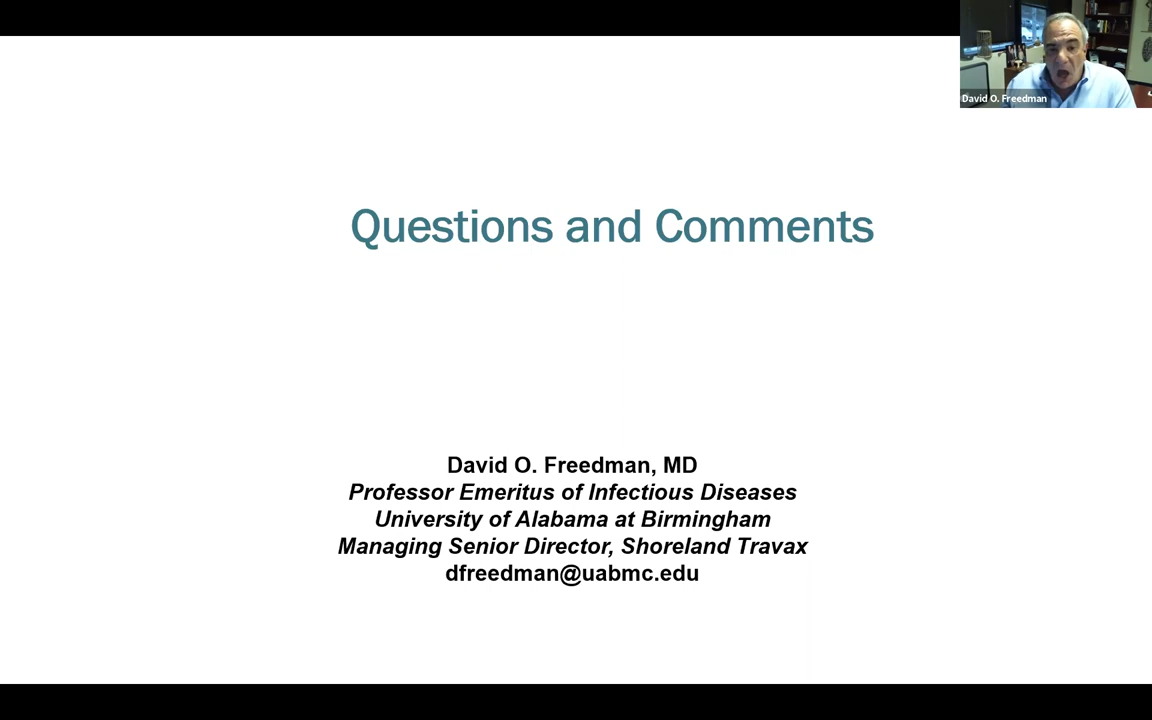 David O. Freedman
Questions and Comments
David O. Freedman, MD
Professor Emeritus of Infectious Diseases
University of Alabama at Birmingham
Managing Senior Director, Shoreland Travax
dfreedman@uabmc.edu